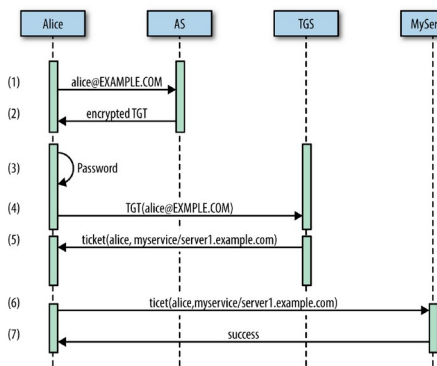 Alice AS TGS MySer
(1) alice@EXAMPLE.COM
(2) encrypted TGT
(3) Password
(4) TGT(alice@EXMPLE.COM)
(5) ticket(alice, myservice/server1.example.com)
(6) ticet(alice,myservice/server1.example.com)
(7) success